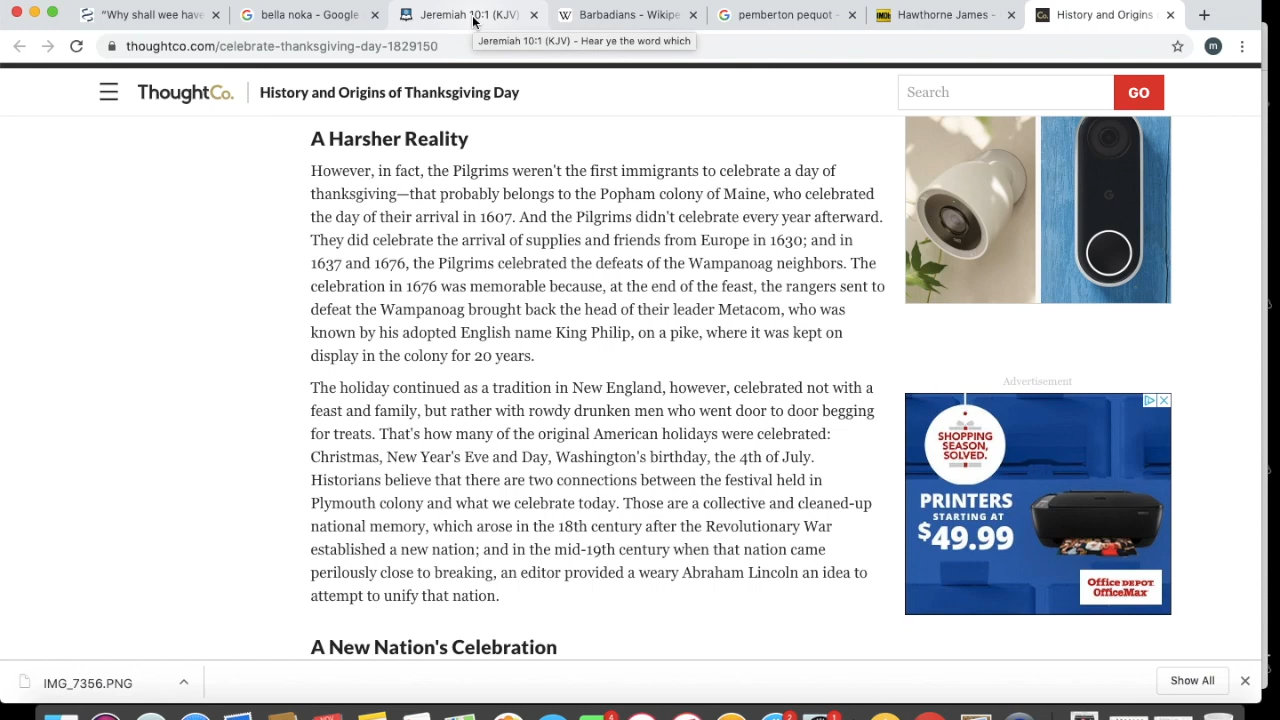 "Why shall wee have
bella noka - Google
Jeremiah 10:1 (KJV)
Barbadians - Wikipe
pemberton pequot -
Hawthorne James -
History and Origins
thoughtco.com/celebrate-thanksgiving-day-1829150
Jeremiah 10:1 (KJV) - Hear ye the word which
m
ThoughtCo.
History and Origins of Thanksgiving Day
Search
GO
A Harsher Reality
However, in fact, the Pilgrims weren't the first immigrants to celebrate a day of
thanksgiving—that probably belongs to the Popham colony of Maine, who celebrated
the day of their arrival in 1607. And the Pilgrims didn't celebrate every year afterward.
They did celebrate the arrival of supplies and friends from Europe in 1630; and in
1637 and 1676, the Pilgrims celebrated the defeats of the Wampanoag neighbors. The
celebration in 1676 was memorable because, at the end of the feast, the rangers sent to
defeat the Wampanoag brought back the head of their leader Metacom, who was
known by his adopted English name King Philip, on a pike, where it was kept on
display in the colony for 20 years.
The holiday continued as a tradition in New England, however, celebrated not with a
feast and family, but rather with rowdy drunken men who went door to door begging
for treats. That's how many of the original American holidays were celebrated:
Christmas, New Year's Eve and Day, Washington's birthday, the 4th of July.
Historians believe that there are two connections between the festival held in
Plymouth colony and what we celebrate today. Those are a collective and cleaned-up
national memory, which arose in the 18th century after the Revolutionary War
established a new nation; and in the mid-19th century when that nation came
perilously close to breaking, an editor provided a weary Abraham Lincoln an idea to
attempt to unify that nation.
A New Nation's Celebration
Advertisement
SHOPPING
SEASON,
SOLVED.
PRINTERS
STARTING AT
$49.99
Office DEPOT
OfficeMax
IMG_7356.PNG
Show All